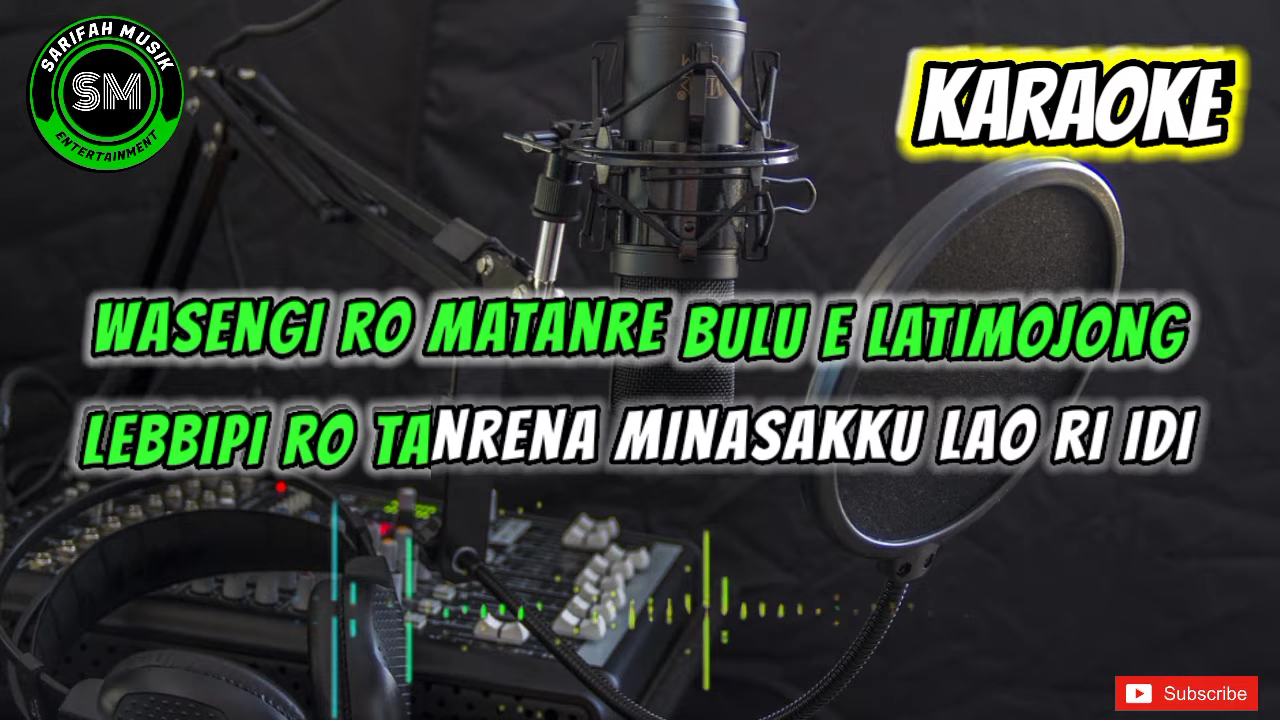 SARIFAH MUSIK
SM
ENTERTAINMENT
KARAOKE
WASENGI RO MATANRE BULU E LATIMOJONG
LEBBIPI RO TANRENA MINASAKKU LAO RI IDI
Subscribe